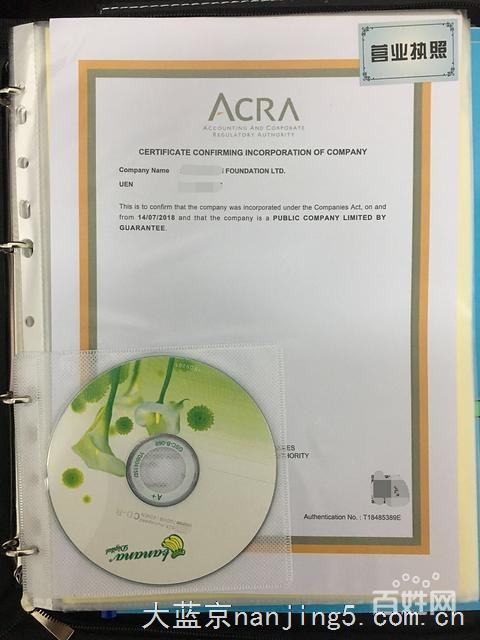 营业执照
ACRA
ACCOUNTING AND CORPORATE
REGULATORY AUTHORITY
CERTIFICATE CONFIRMING INCORPORATION OF COMPANY
Company Name FOUNDATION LTD.
UEN
This is to confirm that the company was incorporated under the Companies Act, on and
from 14/07/2018 and that the company is a PUBLIC COMPANY LIMITED BY
GUARANTEE.
Authentication No. : T18485389E
banana
Digital
CD-R
A+
百姓网
大蓝京nanjing5.com.cn